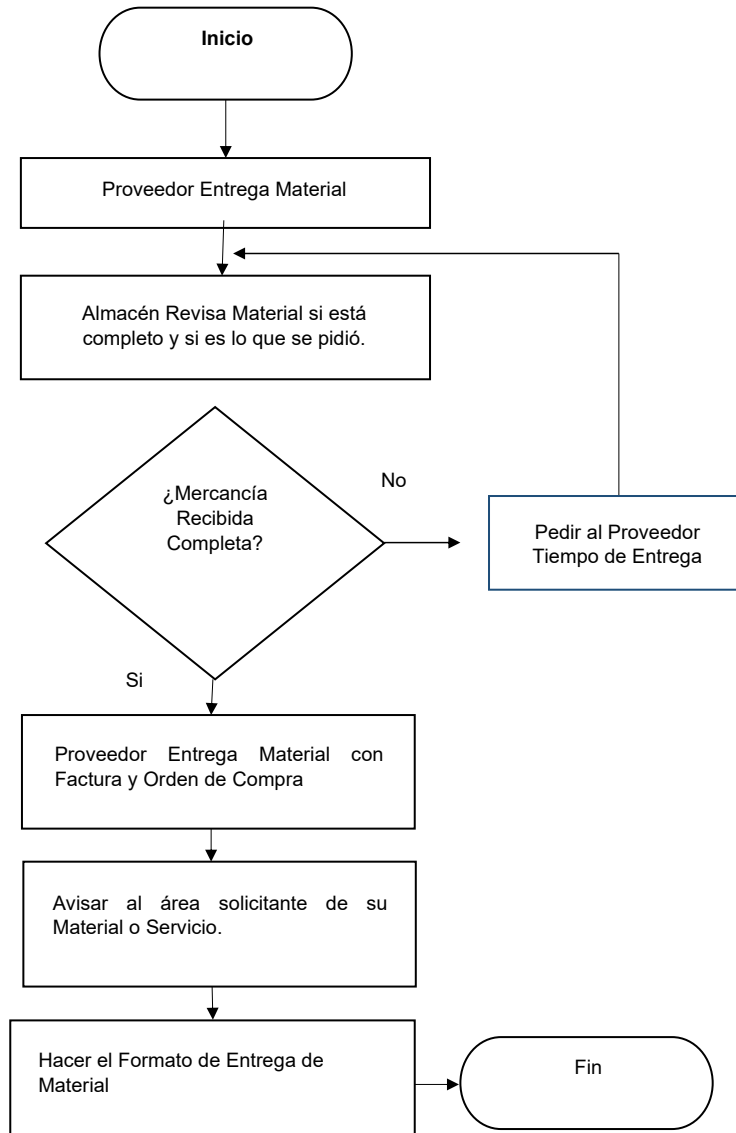 Inicio
Proveedor Entrega Material
Almacén Revisa Material si está
completo y si es lo que se pidió.
¿Mercancía
Recibida
Completa?
No
Pedir al Proveedor
Tiempo de Entrega
Si
Proveedor Entrega Material con
Factura y Orden de Compra
Avisar al área solicitante de su
Material o Servicio.
Hacer el Formato de Entrega de
Material
Fin